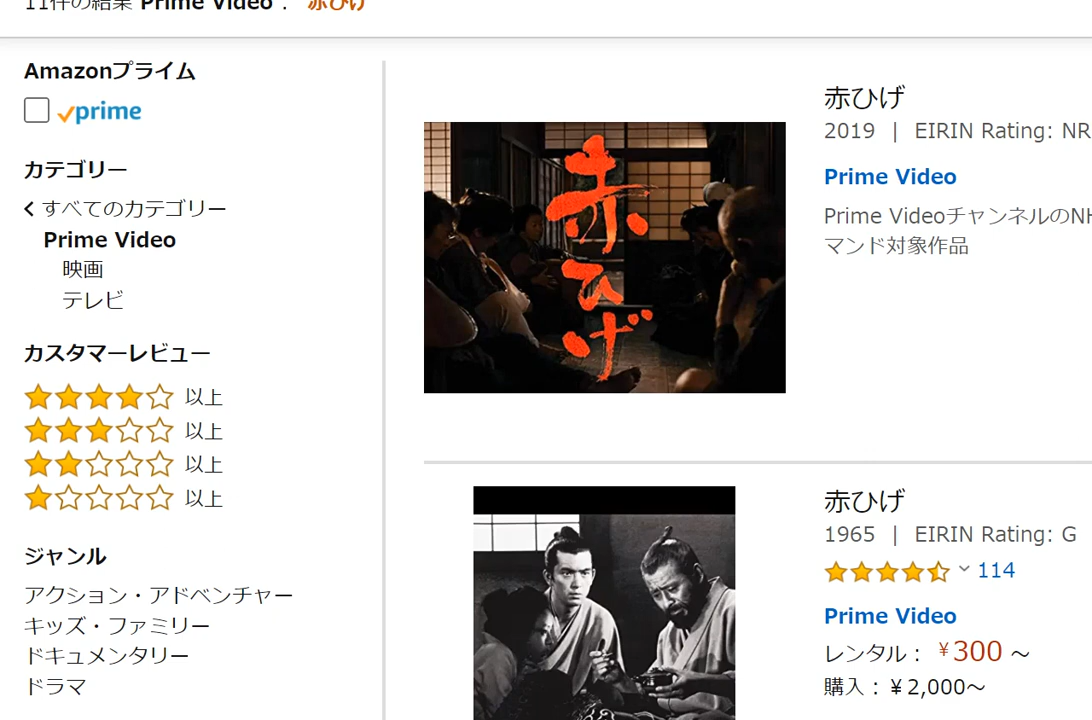 11件の結果 Prime Video : 赤ひげ
Amazonプライム
prime
カテゴリー
すべてのカテゴリー
Prime Video
映画
テレビ
カスタマーレビュー
以上
以上
以上
以上
ジャンル
アクション・アドベンチャー
キッズ・ファミリー
ドキュメンタリー
ドラマ
赤ひげ
赤ひげ
2019 | EIRIN Rating: NR
Prime Video
Prime VideoチャンネルのNH
マンド対象作品
赤ひげ
1965 | EIRIN Rating: G
114
Prime Video
レンタル： ¥300 ～
購入：¥2,000～